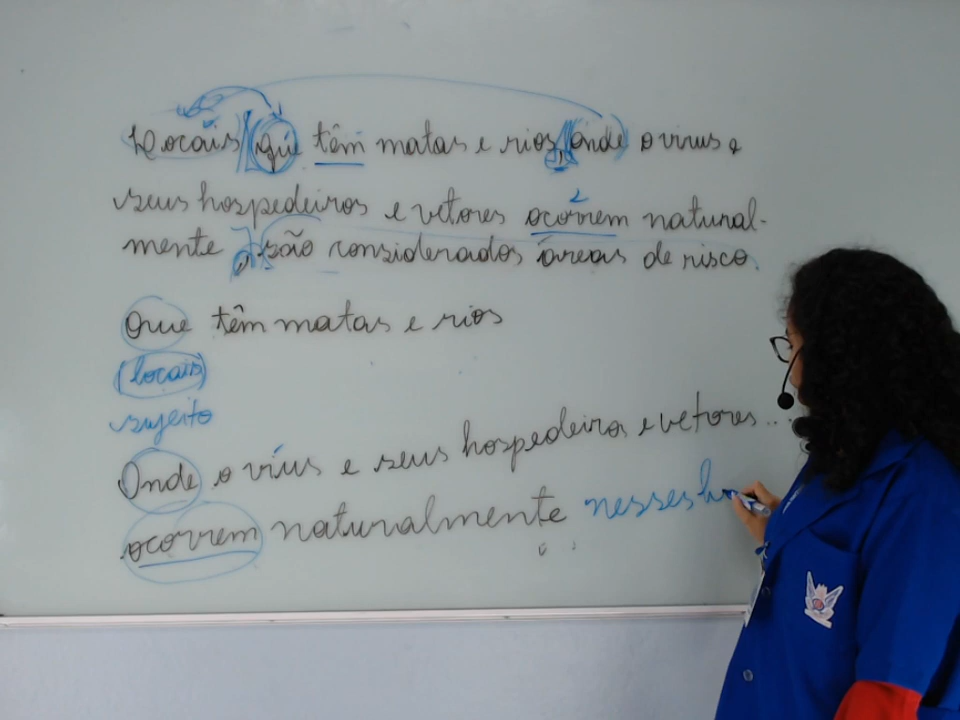 Locais que têm matas e rios, onde o virus e
seus hospedeiros e vetores ocorrem natural-
mente, são considerados áreas de risco.
Que têm matas e rios
(locais)
sujeito
Onde o vírus e seus hospedeiros e vetores...
ocorrem naturalmente nesses